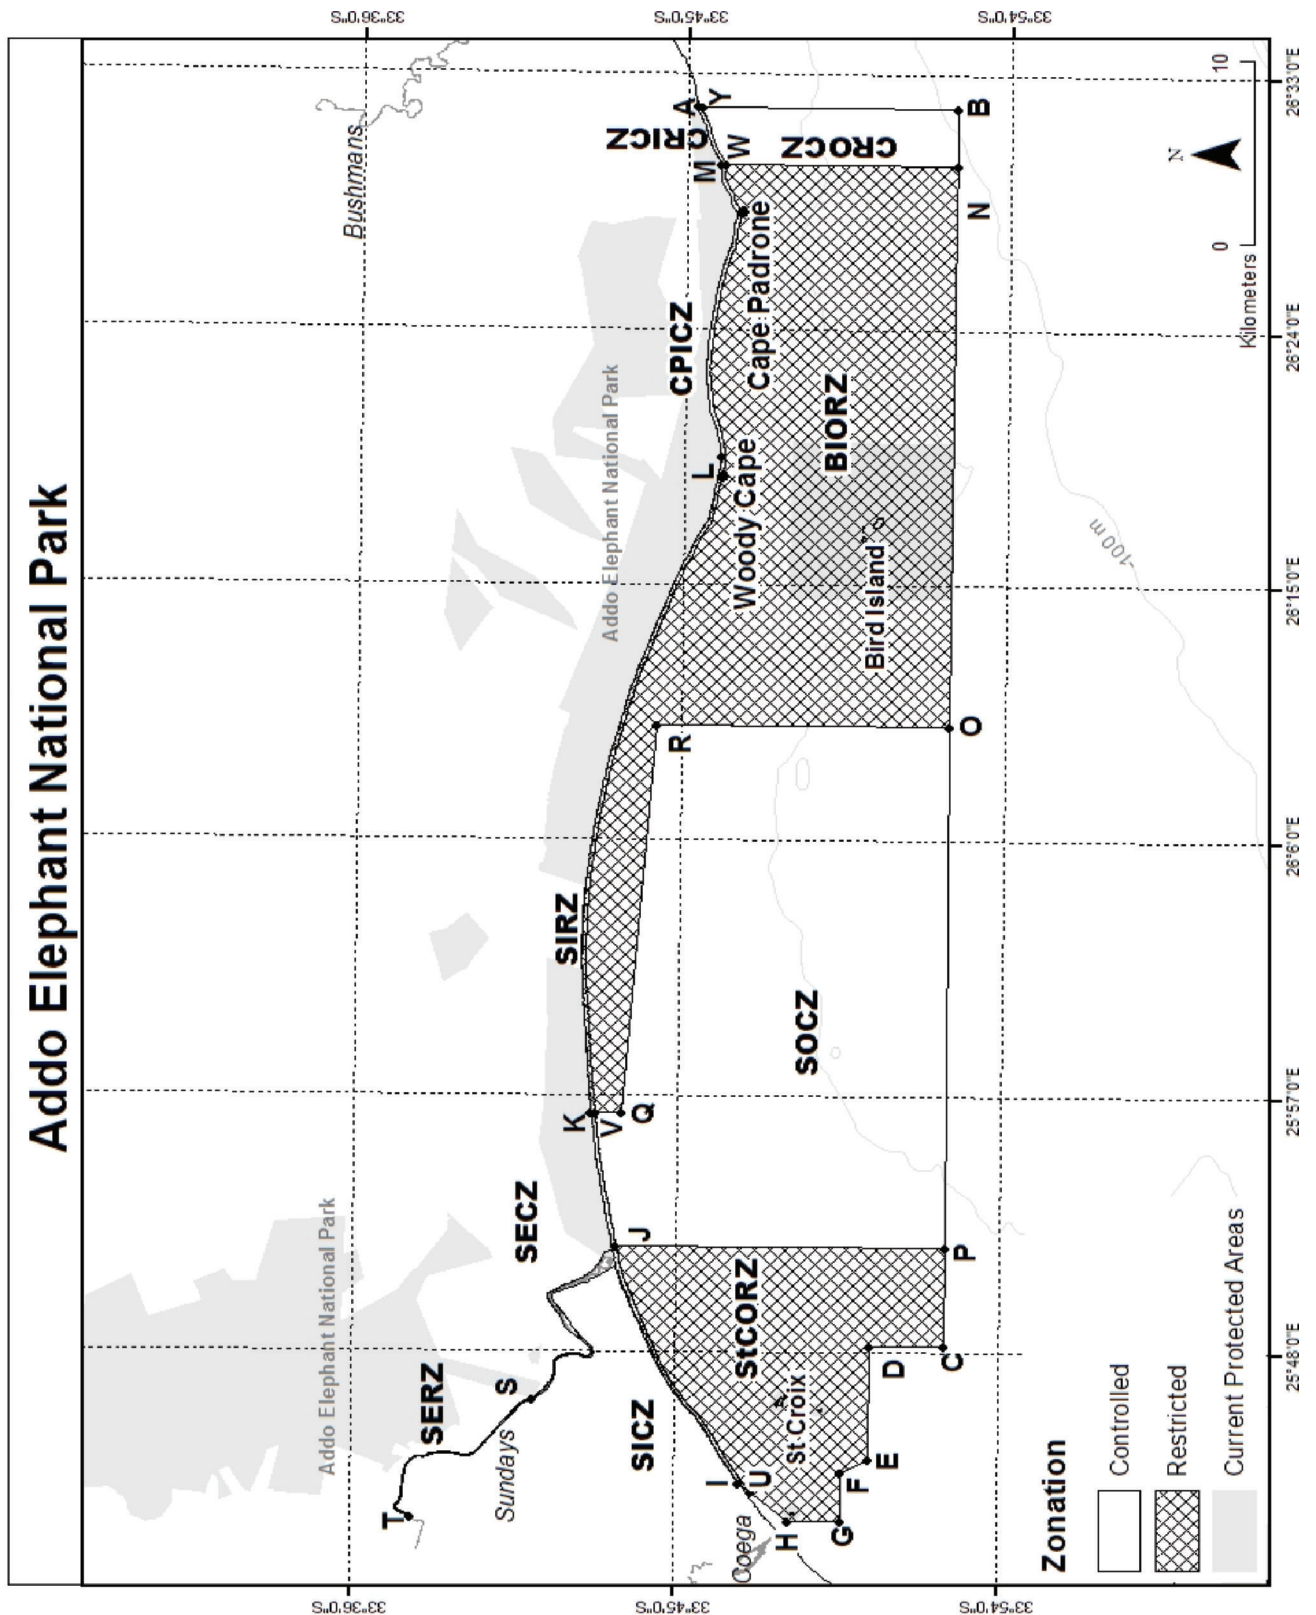 Addo Elephant National Park
33°36'0"S
33°45'0"S
33°54'0"S
Bushmans
Addo Elephant National Park
Addo Elephant National Park
T
SERZ
S
Sundays
SECZ
SICZ
K
V
Q
J
SIRZ
CPICZ
CRICZ
A
Y
M
W
L
Woody Cape
Cape Padrone
CROCZ
BIORZ
Bird Island
R
SOCZ
StCORZ
St Croix
I
U
Coega
H
G
F
E
D
C
P
O
N
B
-100 m
N
0 10
Kilometers
Zonation
Controlled
Restricted
Current Protected Areas
33°36'0"S
33°45'0"S
33°54'0"S
25°48'0"E
25°57'0"E
26°6'0"E
26°15'0"E
26°24'0"E
26°33'0"E